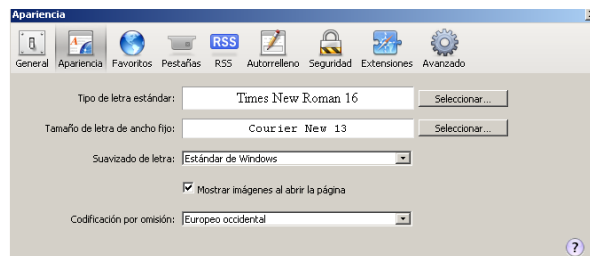 Apariencia
RSS
General Apariencia Favoritos Pestañas RSS Autorrelleno Seguridad Extensiones Avanzado
Tipo de letra estándar: Times New Roman 16 Seleccionar...
Tamaño de letra de ancho fijo: Courier New 13 Seleccionar...
Suavizado de letra: Estándar de Windows
Mostrar imágenes al abrir la página
Codificación por omisión: Europeo occidental
?